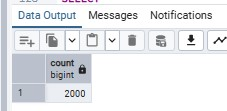 Data Output Messages Notifications
count
bigint
1 2000